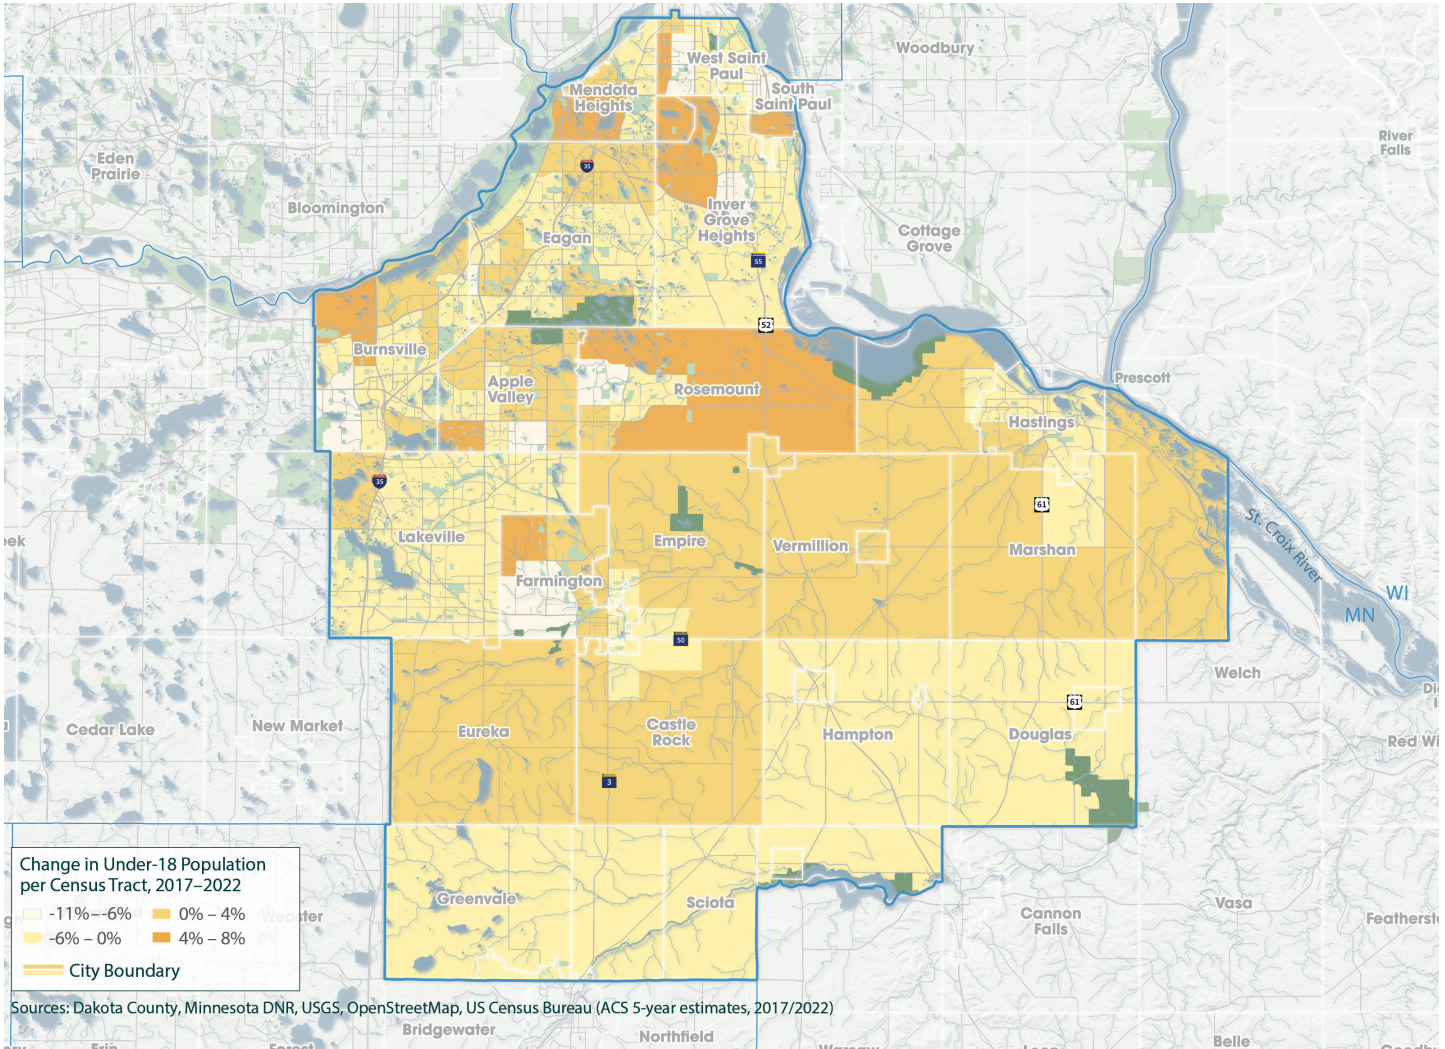 Woodbury
West Saint
Paul
Mendota
Heights
South
Saint Paul
River
Falls
Eden
Prairie
35
Bloomington
Inver
Grove
Heights
Cottage
Grove
Eagan
55
52
Burnsville
Apple
Valley
Rosemount
Prescott
Hastings
35
61
St. Croix River
Lakeville
Empire
Vermillion
Marshan
eek
Farmington
WI
MN
50
Welch
61
Cedar Lake
New Market
Eureka
Castle
Rock
Hampton
Douglas
Red Wi
3
Change in Under-18 Population
per Census Tract, 2017–2022
-11%–-6%
0% – 4%
-6% – 0%
4% – 8%
City Boundary
Webster
Greenvale
Sciota
Cannon
Falls
Vasa
Featherst
Sources: Dakota County, Minnesota DNR, USGS, OpenStreetMap, US Census Bureau (ACS 5-year estimates, 2017/2022)
Bridgewater
Northfield
Warsaw
Belle
Erin
Forest
Leon